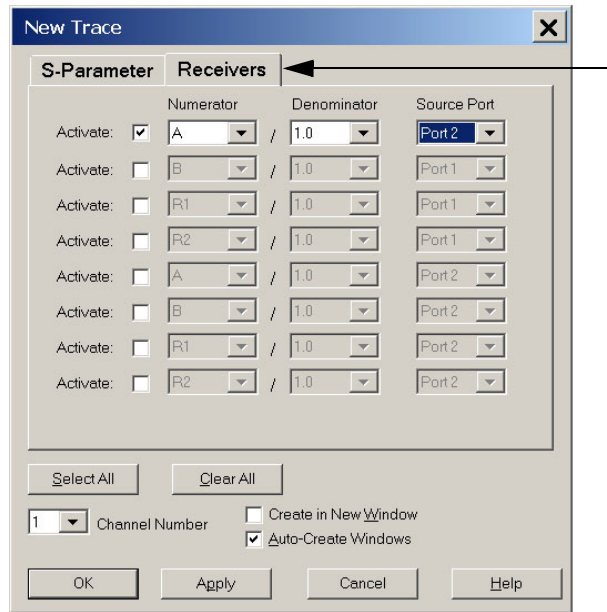 New Trace
S-Parameter Receivers
Numerator Denominator Source Port
Activate: A / 1.0 Port 2
Activate: B / 1.0 Port 1
Activate: R1 / 1.0 Port 1
Activate: R2 / 1.0 Port 1
Activate: A / 1.0 Port 2
Activate: B / 1.0 Port 2
Activate: R1 / 1.0 Port 2
Activate: R2 / 1.0 Port 2
Select All Clear All
1 Channel Number Create in New Window
Auto-Create Windows
OK Apply Cancel Help